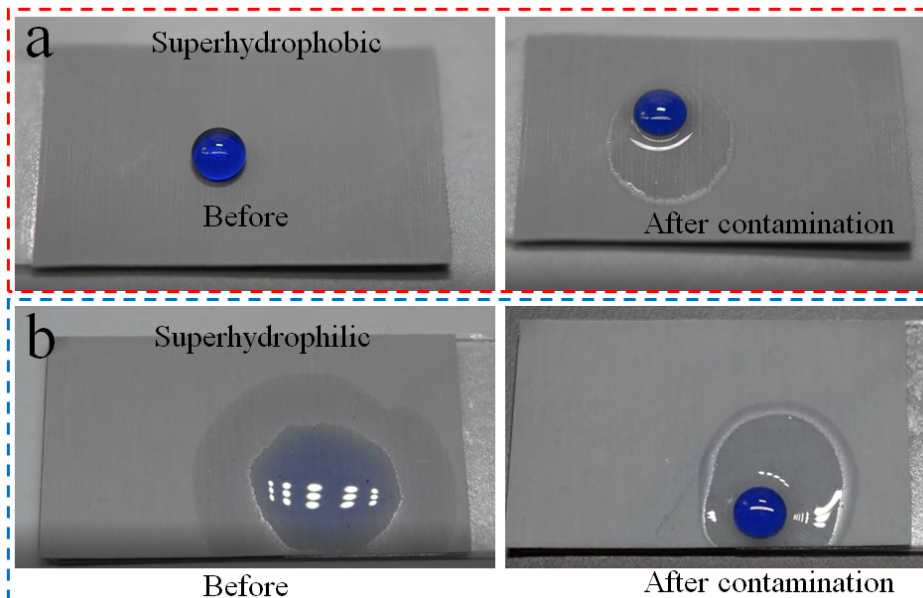 a
Superhydrophobic
Before
After contamination
b
Superhydrophilic
Before
After contamination